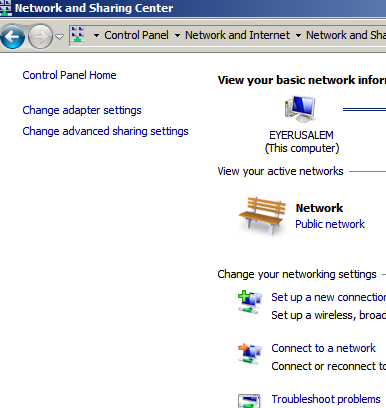 Network and Sharing Center
Control Panel
Network and Internet
Network and Sha
Control Panel Home
Change adapter settings
Change advanced sharing settings
View your basic network infor
EYERUSALEM
(This computer)
View your active networks
Network
Public network
Change your networking settings
Set up a new connection
Set up a wireless, broad
Connect to a network
Connect or reconnect to
Troubleshoot problems